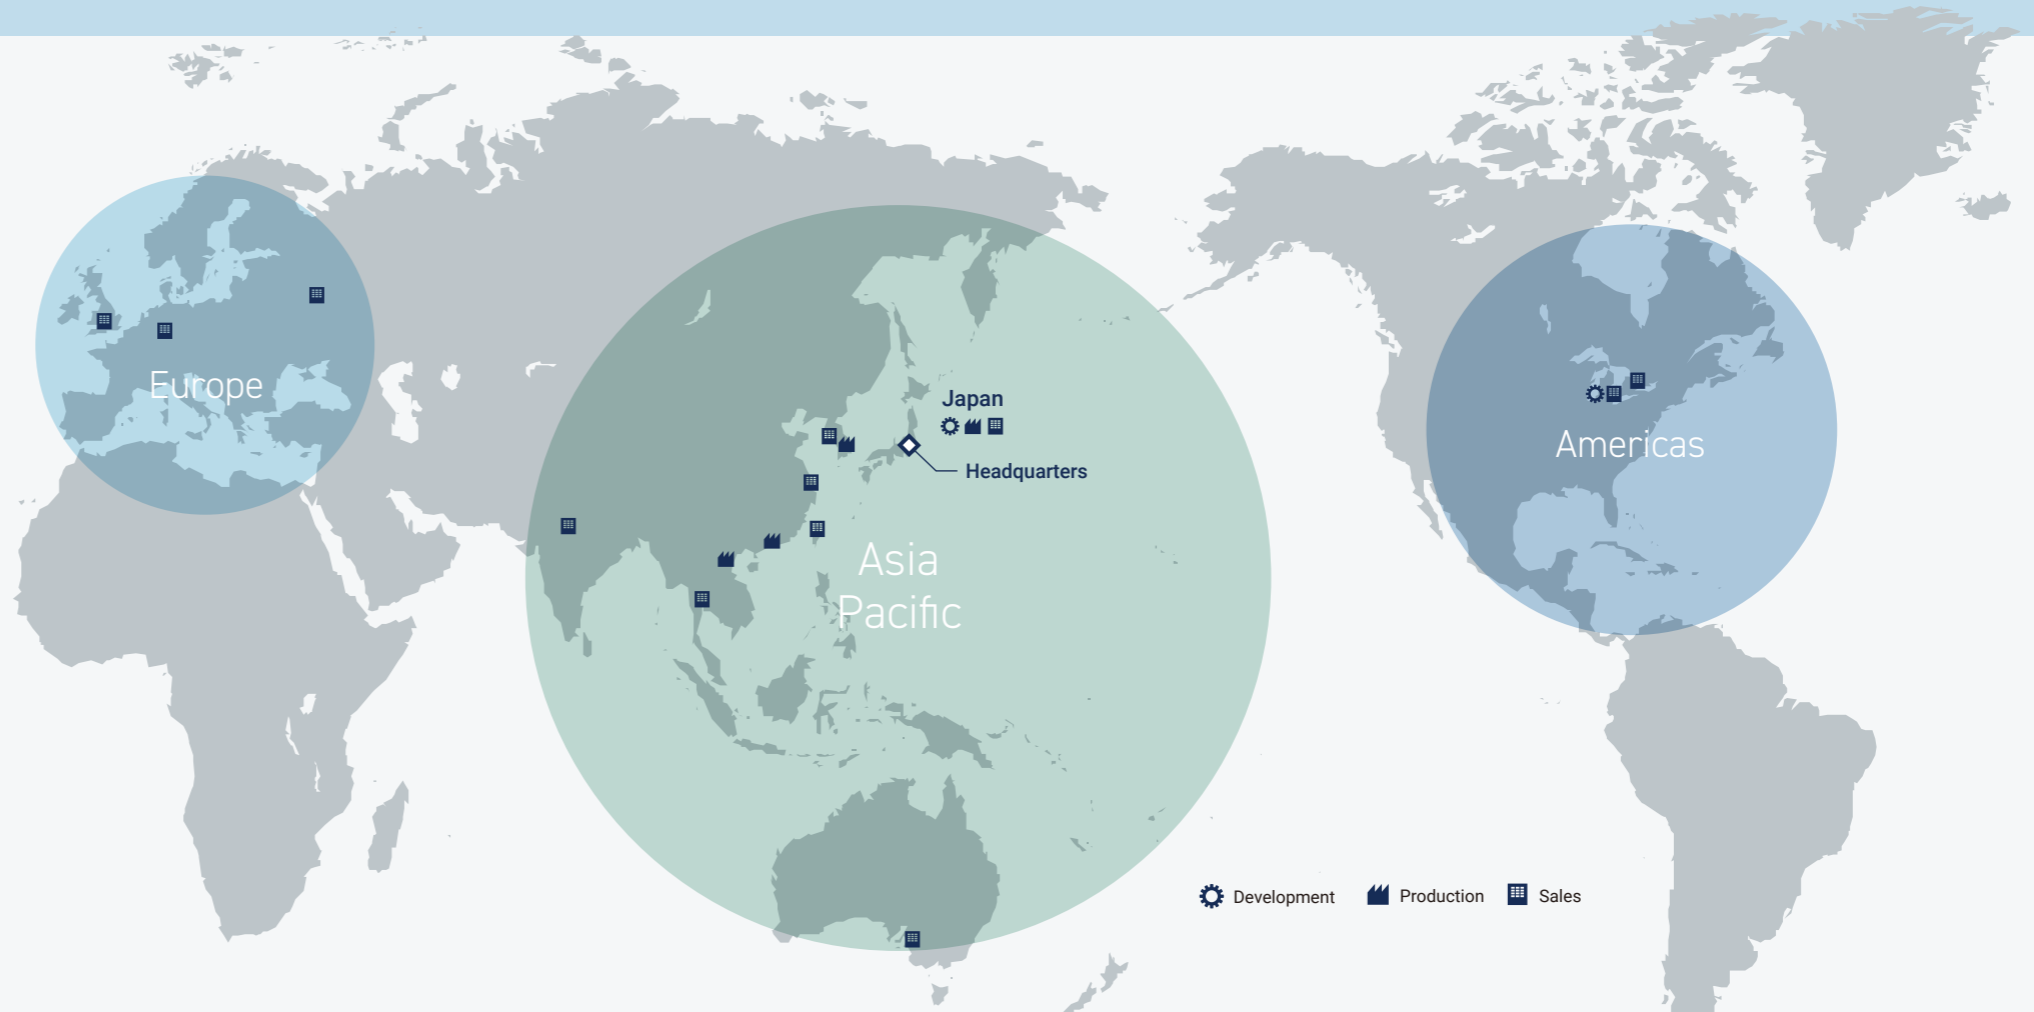 Europe
Japan
Headquarters
Asia
Pacific
Americas
Development
Production
Sales